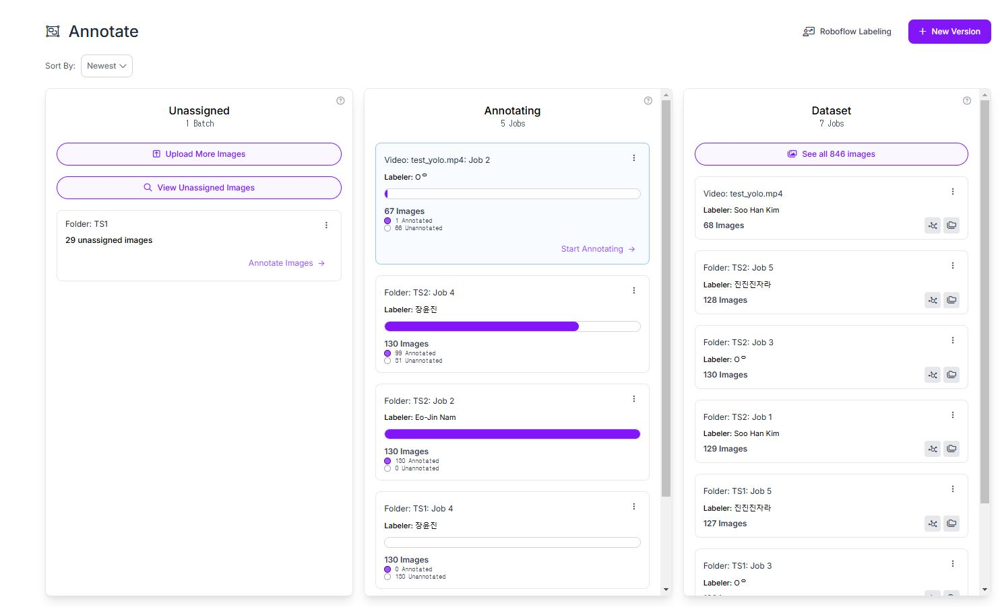 Annotate
Roboflow Labeling
+ New Version
Sort By: Newest
Unassigned
1 Batch
Upload More Images
View Unassigned Images
Folder: TS1
29 unassigned images
Annotate Images →
Annotating
5 Jobs
Video: test_yolo.mp4: Job 2
Labeler: Oᄋ
67 Images
1 Annotated
66 Unannotated
Start Annotating →
Folder: TS2: Job 4
Labeler: 장윤진
130 Images
99 Annotated
31 Unannotated
Folder: TS2: Job 2
Labeler: Eo-Jin Nam
130 Images
130 Annotated
0 Unannotated
Folder: TS1: Job 4
Labeler: 장윤진
130 Images
0 Annotated
130 Unannotated
Dataset
7 Jobs
See all 846 images
Video: test_yolo.mp4
Labeler: Soo Han Kim
68 Images
Folder: TS2: Job 5
Labeler: 진진진자라
128 Images
Folder: TS2: Job 3
Labeler: Oᄋ
130 Images
Folder: TS2: Job 1
Labeler: Soo Han Kim
129 Images
Folder: TS1: Job 5
Labeler: 진진진자라
127 Images
Folder: TS1: Job 3
Labeler: Oᄋ